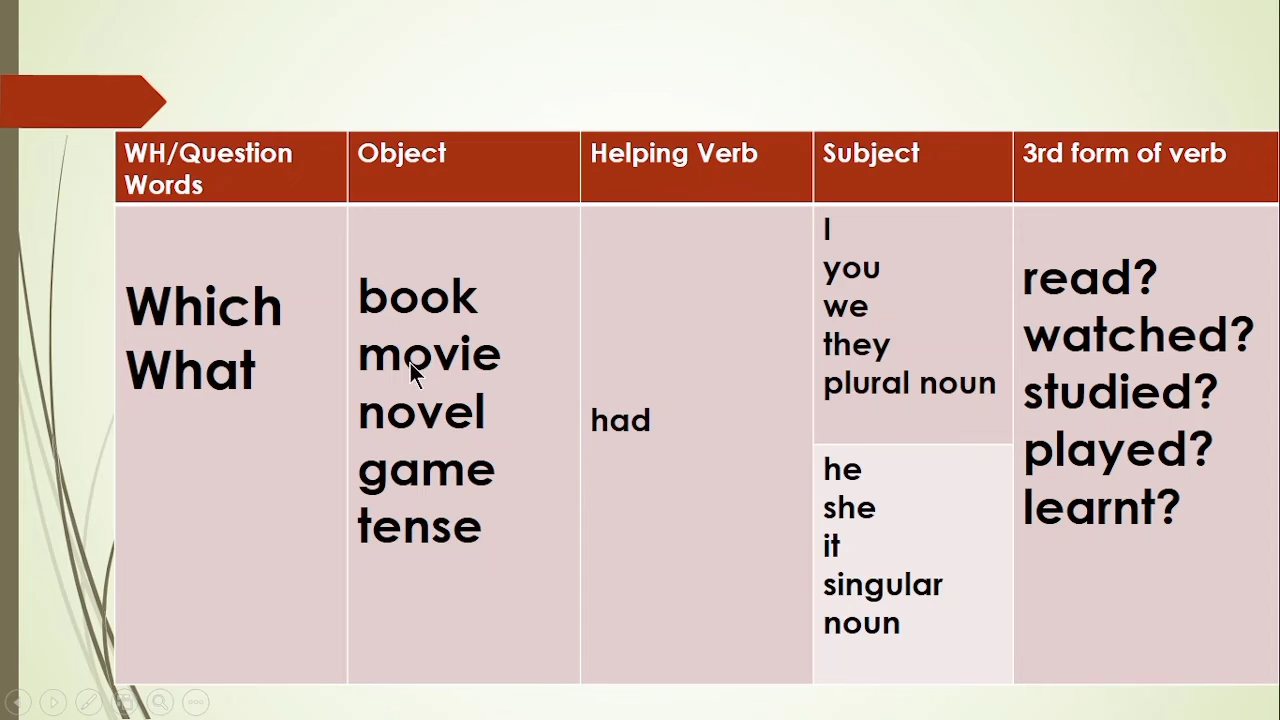 WH/Question
Words
Object
Helping Verb
Subject
3rd form of verb
Which
What
book
movie
novel
game
tense
had
I
you
we
they
plural noun
he
she
it
singular
noun
read?
watched?
studied?
played?
learnt?